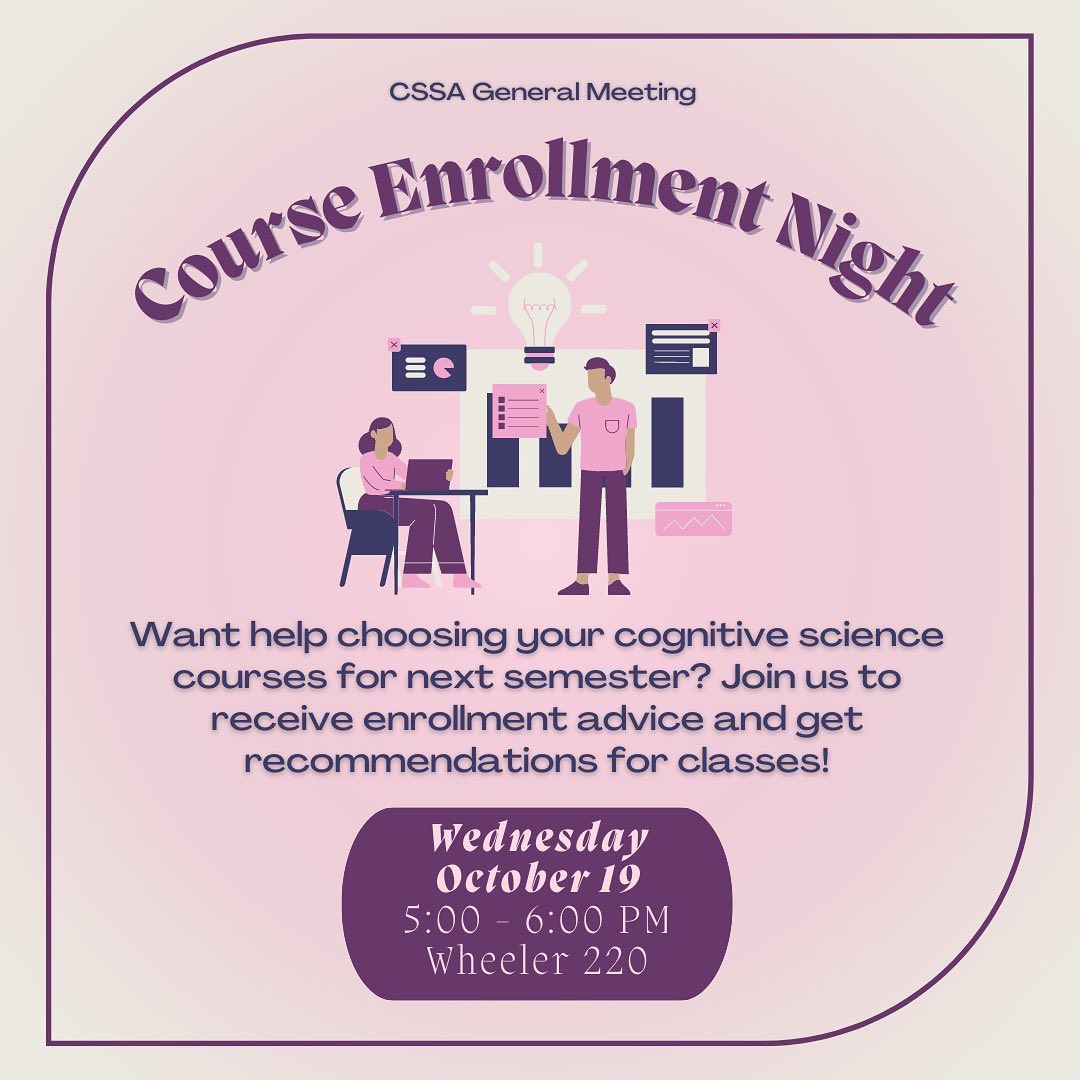 CSSA General Meeting
Course Enrollment Night
Want help choosing your cognitive science
courses for next semester? Join us to
receive enrollment advice and get
recommendations for classes!
Wednesday
October 19
5:00 - 6:00 PM
Wheeler 220